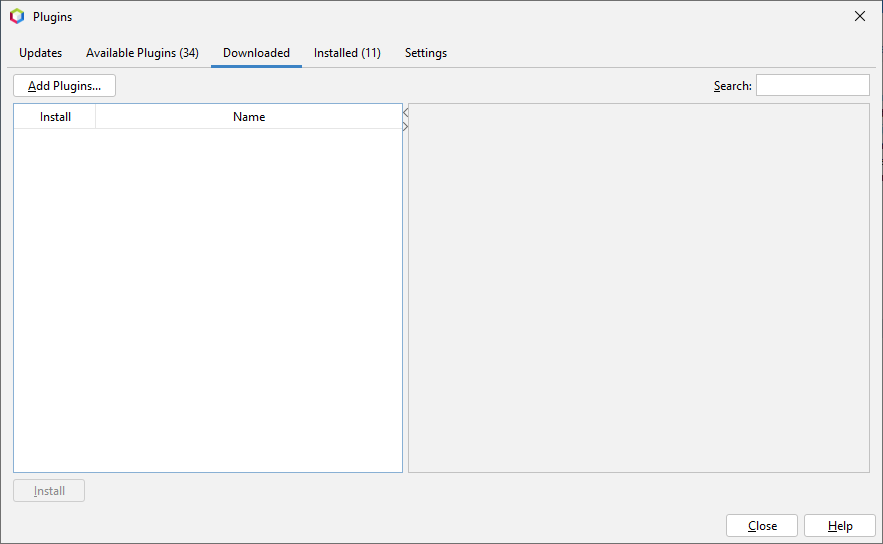 Plugins
Updates Available Plugins (34) Downloaded Installed (11) Settings
Add Plugins... Search:
Install Name
Install
Close Help